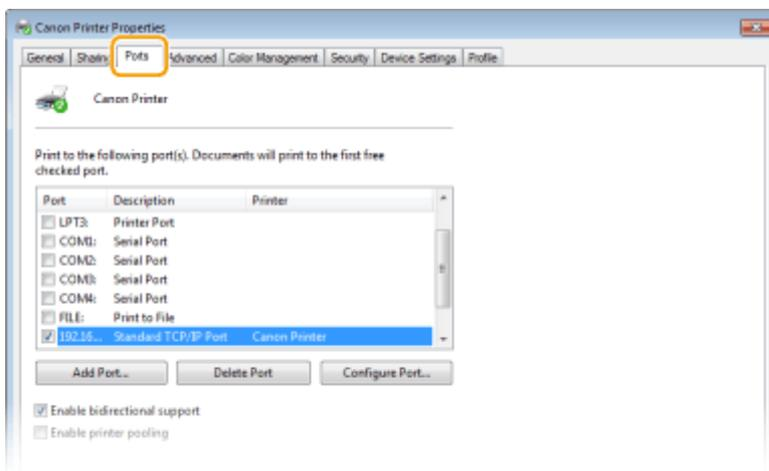 Canon Printer Properties
General Sharing Ports Advanced Color Management Security Device Settings Profile
Canon Printer
Print to the following port(s). Documents will print to the first free
checked port.
Port Description Printer
LPT3: Printer Port
COM1: Serial Port
COM2: Serial Port
COM3: Serial Port
COM4: Serial Port
FILE: Print to File
192.16... Standard TCP/IP Port Canon Printer
Add Port... Delete Port Configure Port...
Enable bidirectional support
Enable printer pooling